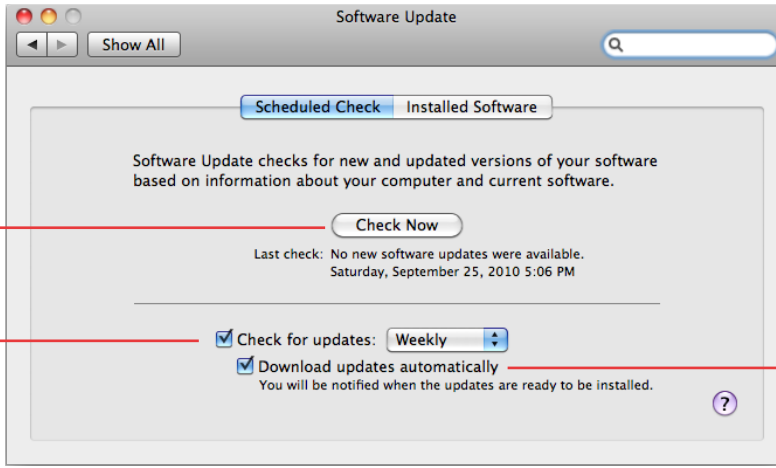 Software Update
Show All
Scheduled Check Installed Software
Software Update checks for new and updated versions of your software
based on information about your computer and current software.
Check Now
Last check: No new software updates were available.
Saturday, September 25, 2010 5:06 PM
Check for updates: Weekly
Download updates automatically
You will be notified when the updates are ready to be installed.
?